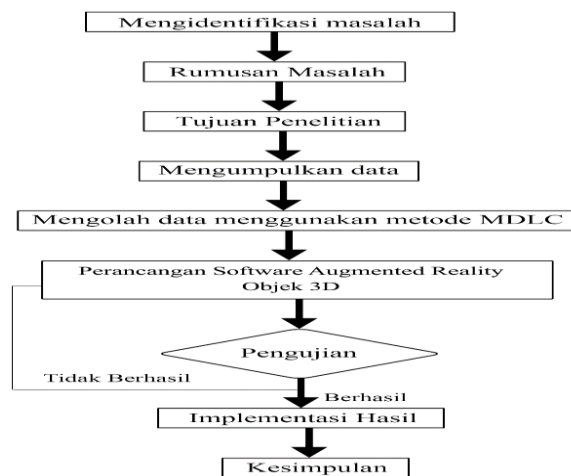 Mengidentifikasi masalah
Rumusan Masalah
Tujuan Penelitian
Mengumpulkan data
Mengolah data menggunakan metode MDLC
Perancangan Software Augmented Reality
Objek 3D
Pengujian
Tidak Berhasil
Berhasil
Implementasi Hasil
Kesimpulan